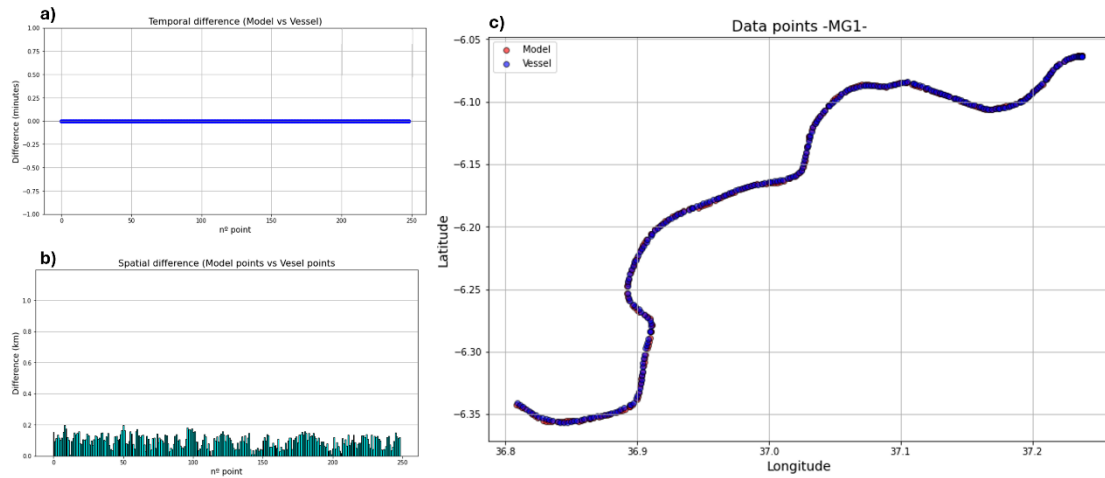 a)
Temporal difference (Model vs Vessel)
1.00
0.75
0.50
0.25
0.00
−0.25
−0.50
−0.75
−1.00
Difference (minutes)
0 50 100 150 200 250
nº point
b)
Spatial difference (Model points vs Vesel points
1.0
0.8
0.6
0.4
0.2
0.0
Difference (km)
0 50 100 150 200 250
nº point
c)
Data points -MG1-
Model
Vessel
−6.05
−6.10
−6.15
−6.20
−6.25
−6.30
−6.35
Latitude
36.8 36.9 37.0 37.1 37.2
Longitude